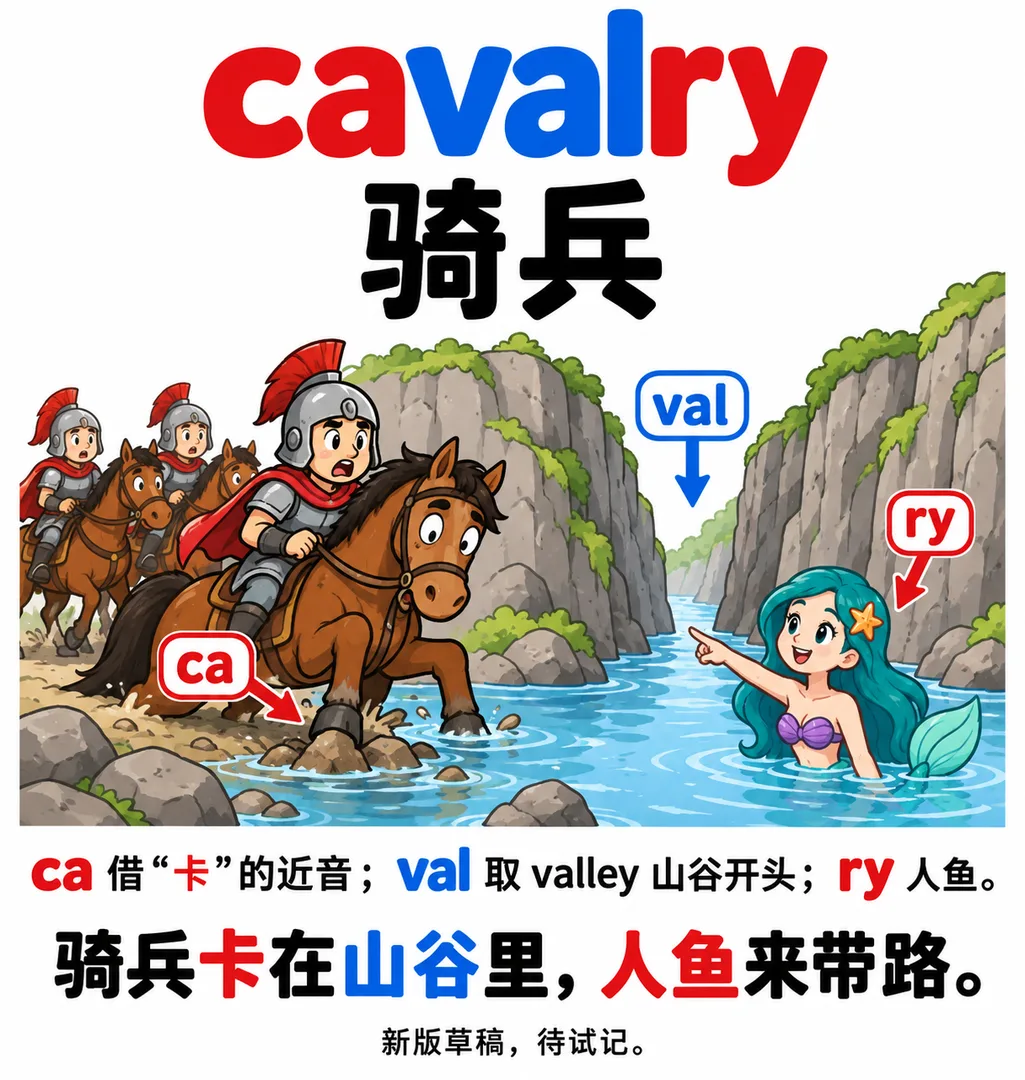 cavalry
骑兵
val
ry
ca
ca 借“卡”的近音；val 取 valley 山谷开头；ry 人鱼。
骑兵卡在山谷里，人鱼来带路。
新版草稿，待试记。